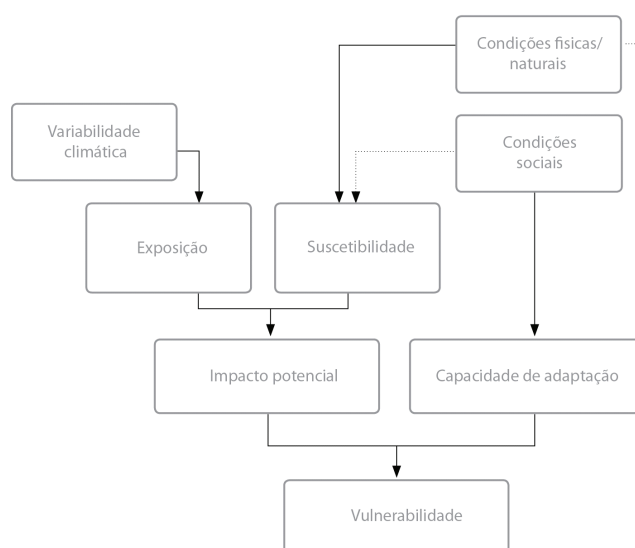 Condições fisicas/
naturais
Variabilidade
climática
Condições
sociais
Exposição
Suscetibilidade
Impacto potencial
Capacidade de adaptação
Vulnerabilidade